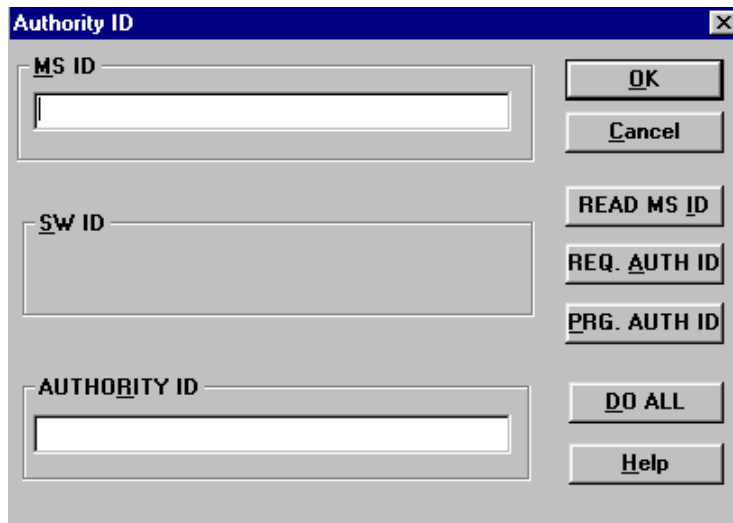 Authority ID
MS ID
OK
Cancel
READ MS ID
SW ID
REQ. AUTH ID
PRG. AUTH ID
AUTHORITY ID
DO ALL
Help